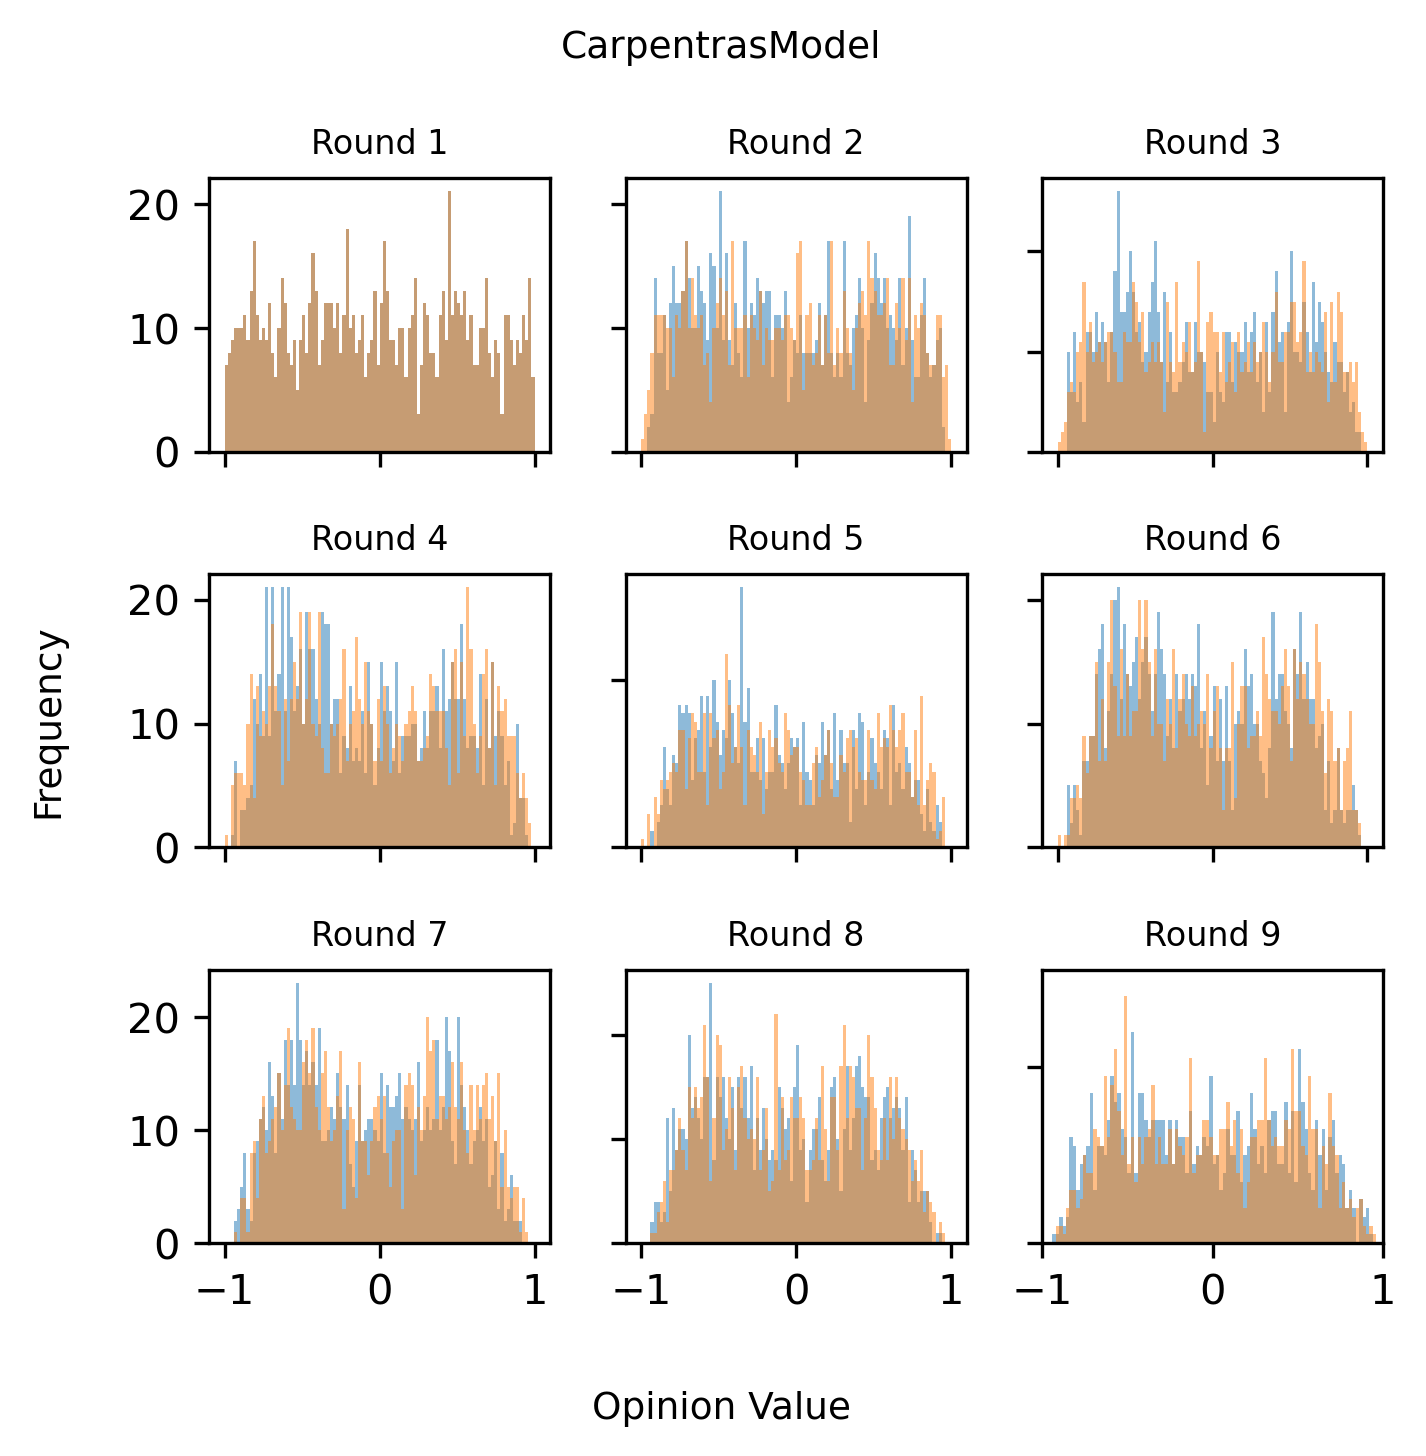 CarpentrasModel
Round 1
Round 2
Round 3
20
10
0
Round 4
Round 5
Round 6
20
10
0
Frequency
Round 7
Round 8
Round 9
20
10
0
−1 0 1
−1 0 1
−1 0 1
Opinion Value